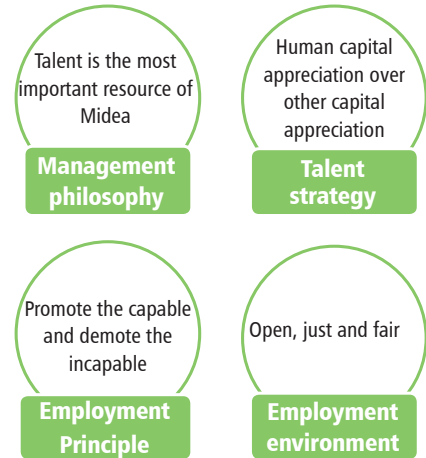 Talent is the most
important resource of
Midea
Management
philosophy
Human capital
appreciation over
other capital
appreciation
Talent
strategy
Promote the capable
and demote the
incapable
Employment
Principle
Open, just and fair
Employment
environment